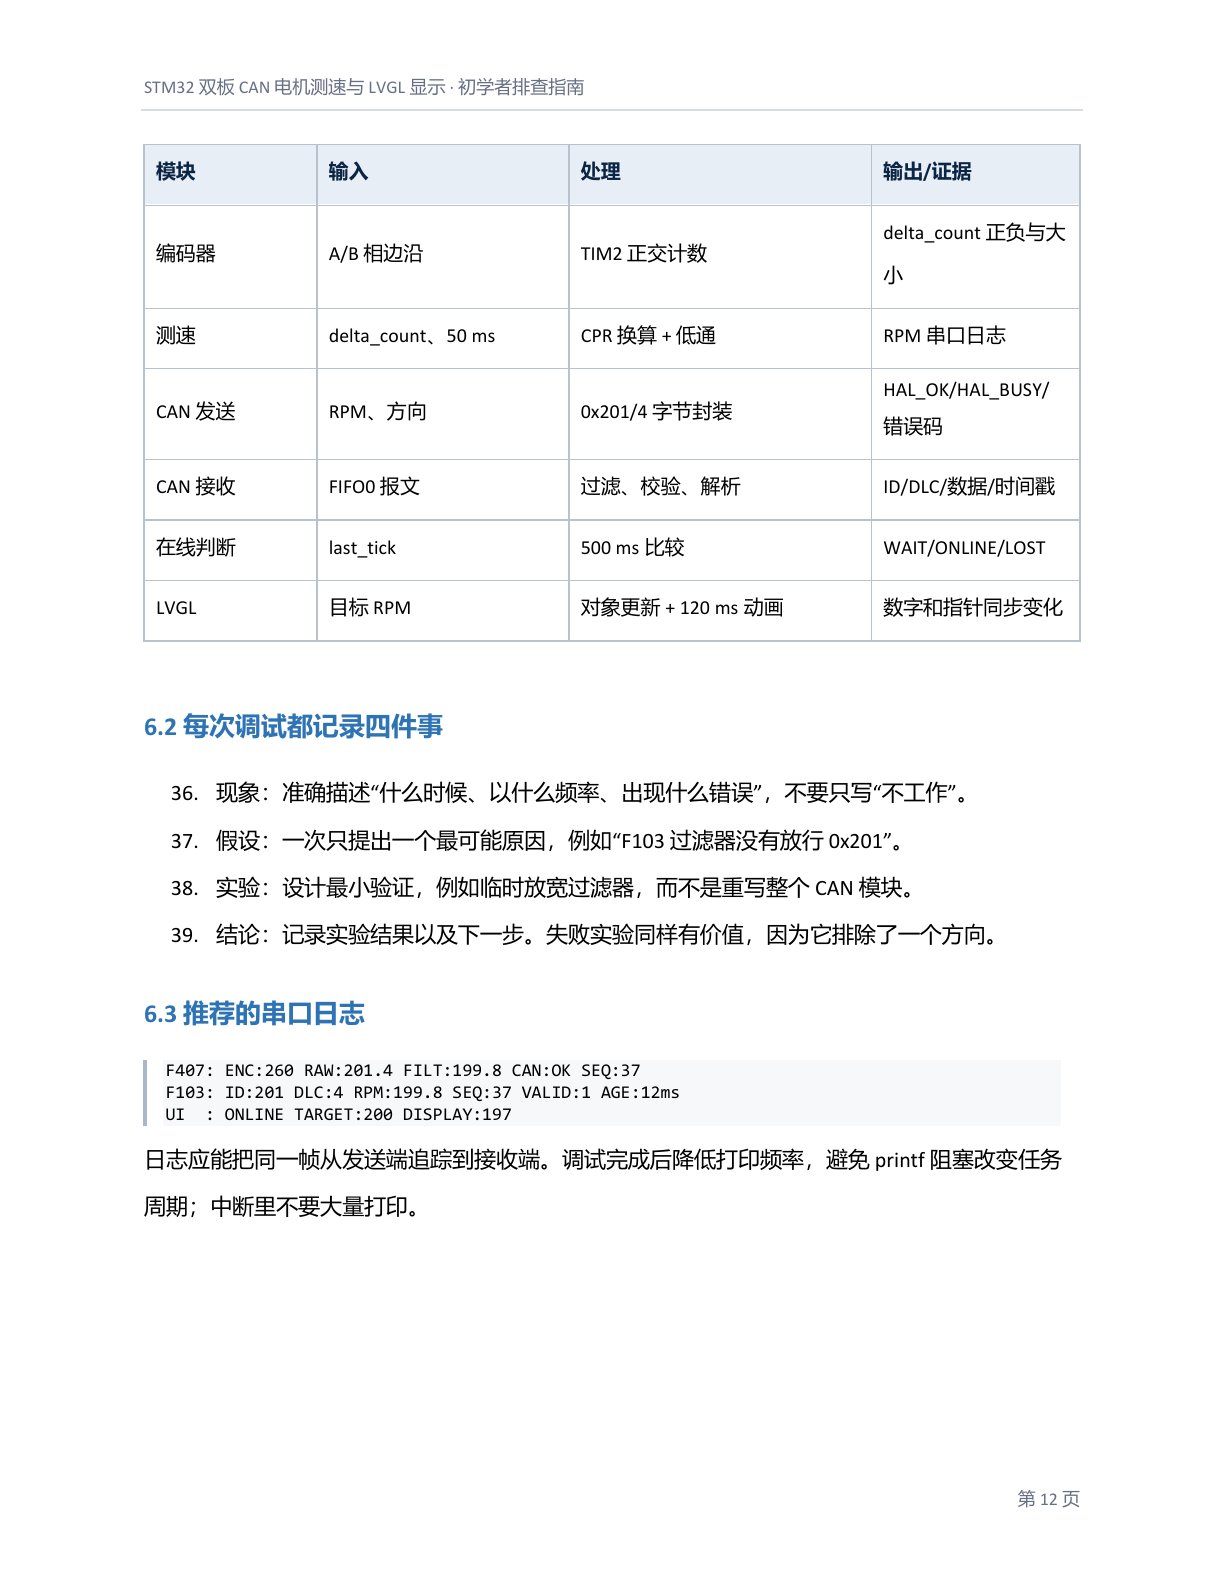 STM32 双板 CAN 电机测速与 LVGL 显示 · 初学者排查指南
模块 输入 处理 输出/证据
编码器 A/B 相边沿 TIM2 正交计数 delta_count 正负与大
小
测速 delta_count、50 ms CPR 换算 + 低通 RPM 串口日志
CAN 发送 RPM、方向 0x201/4 字节封装 HAL_OK/HAL_BUSY/
错误码
CAN 接收 FIFO0 报文 过滤、校验、解析 ID/DLC/数据/时间戳
在线判断 last_tick 500 ms 比较 WAIT/ONLINE/LOST
LVGL 目标 RPM 对象更新 + 120 ms 动画 数字和指针同步变化
6.2 每次调试都记录四件事
36. 现象：准确描述“什么时候、以什么频率、出现什么错误”，不要只写“不工作”。
37. 假设：一次只提出一个最可能原因，例如“F103 过滤器没有放行 0x201”。
38. 实验：设计最小验证，例如临时放宽过滤器，而不是重写整个 CAN 模块。
39. 结论：记录实验结果以及下一步。失败实验同样有价值，因为它排除了一个方向。
6.3 推荐的串口日志
F407: ENC:260 RAW:201.4 FILT:199.8 CAN:OK SEQ:37
F103: ID:201 DLC:4 RPM:199.8 SEQ:37 VALID:1 AGE:12ms
UI  : ONLINE TARGET:200 DISPLAY:197
日志应能把同一帧从发送端追踪到接收端。调试完成后降低打印频率，避免 printf 阻塞改变任务
周期；中断里不要大量打印。
第 12 页